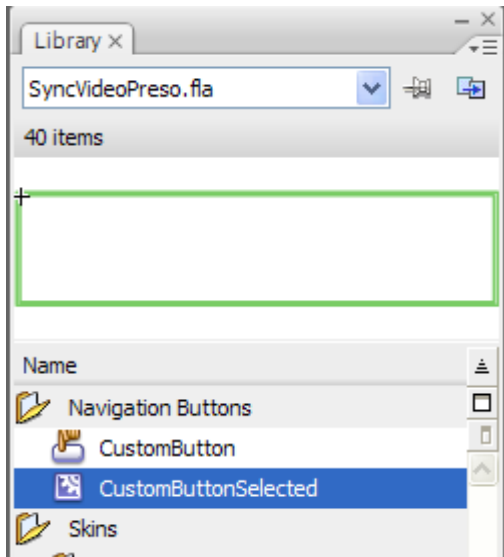 Library
SyncVideoPreso.fla
40 items
Name
Navigation Buttons
CustomButton
CustomButtonSelected
Skins